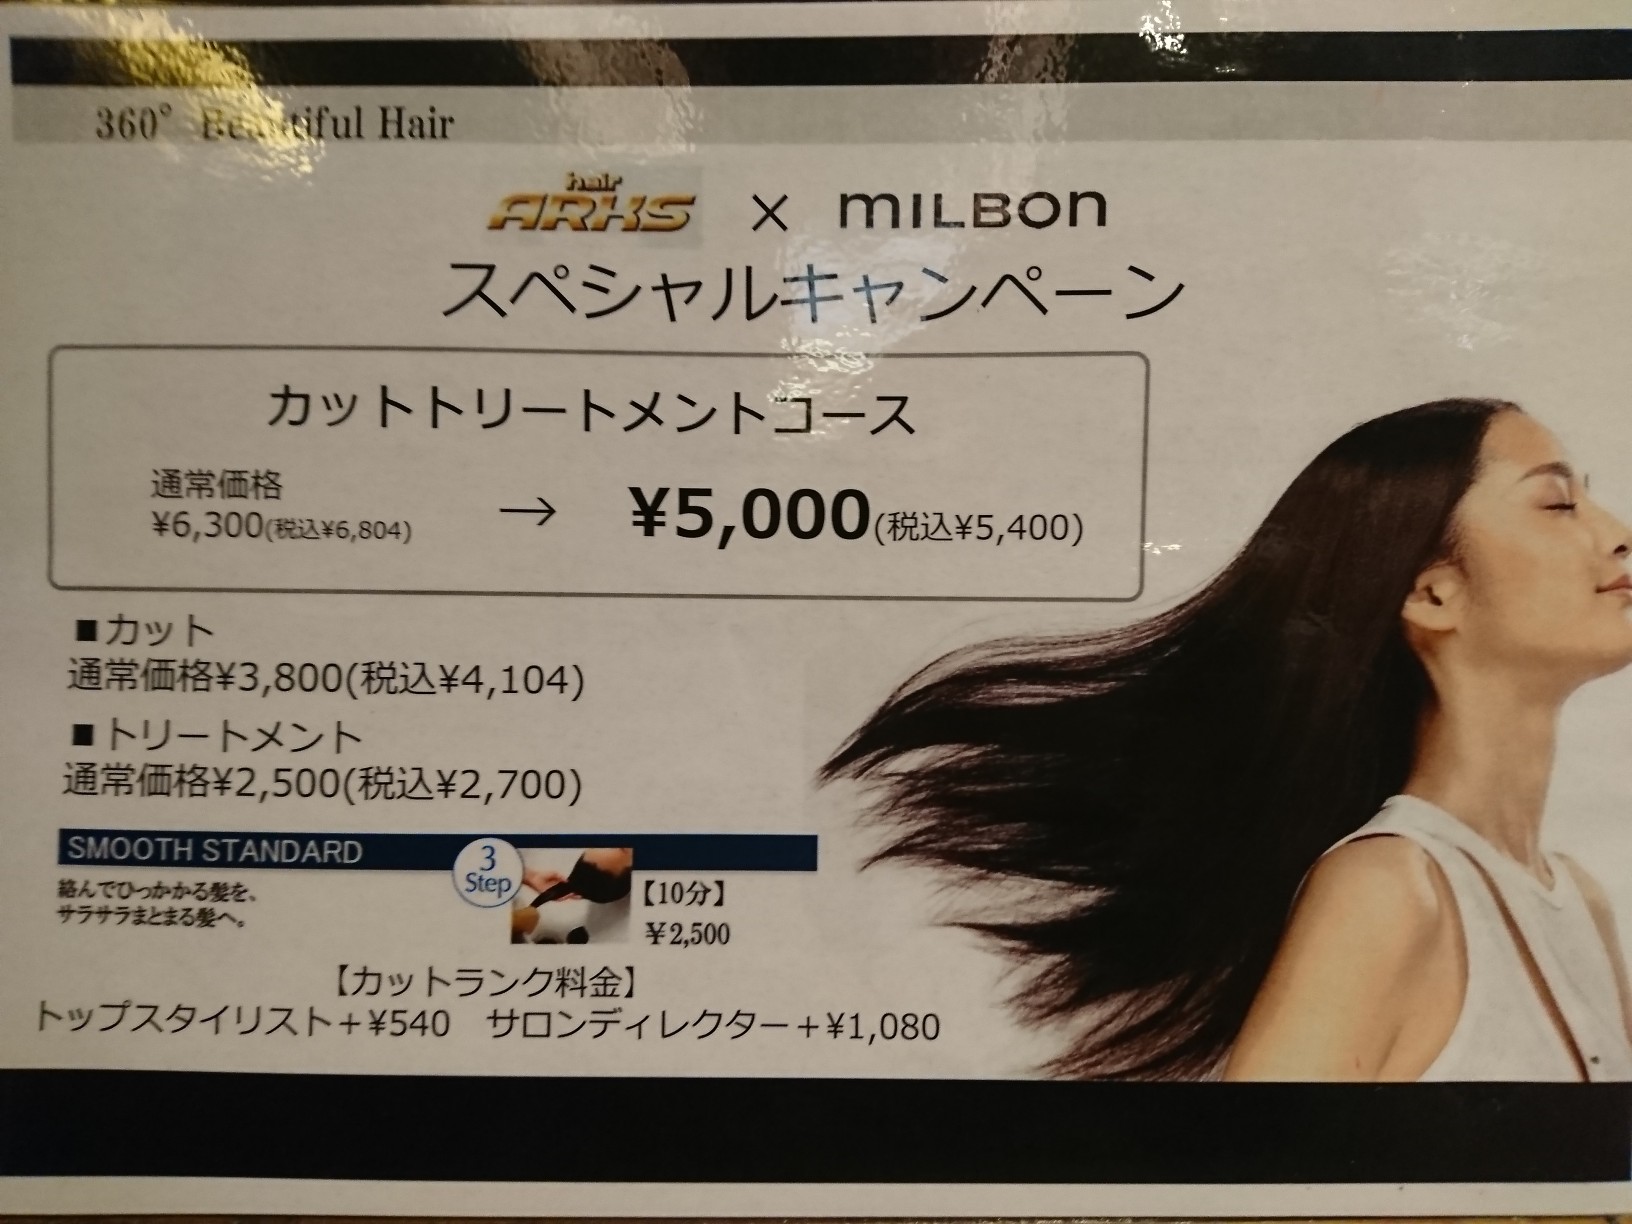 360° Beautiful Hair
hair
ARKS × MILBON
スペシャルキャンペーン
カットトリートメントコース
通常価格
¥6,300(税込¥6,804) → ¥5,000(税込¥5,400)
■カット
通常価格¥3,800(税込¥4,104)
■トリートメント
通常価格¥2,500(税込¥2,700)
SMOOTH STANDARD
3
Step
絡んでひっかかる髪を、
サラサラまとまる髪へ。
【10分】
¥2,500
【カットランク料金】
トップスタイリスト＋¥540　サロンディレクター＋¥1,080